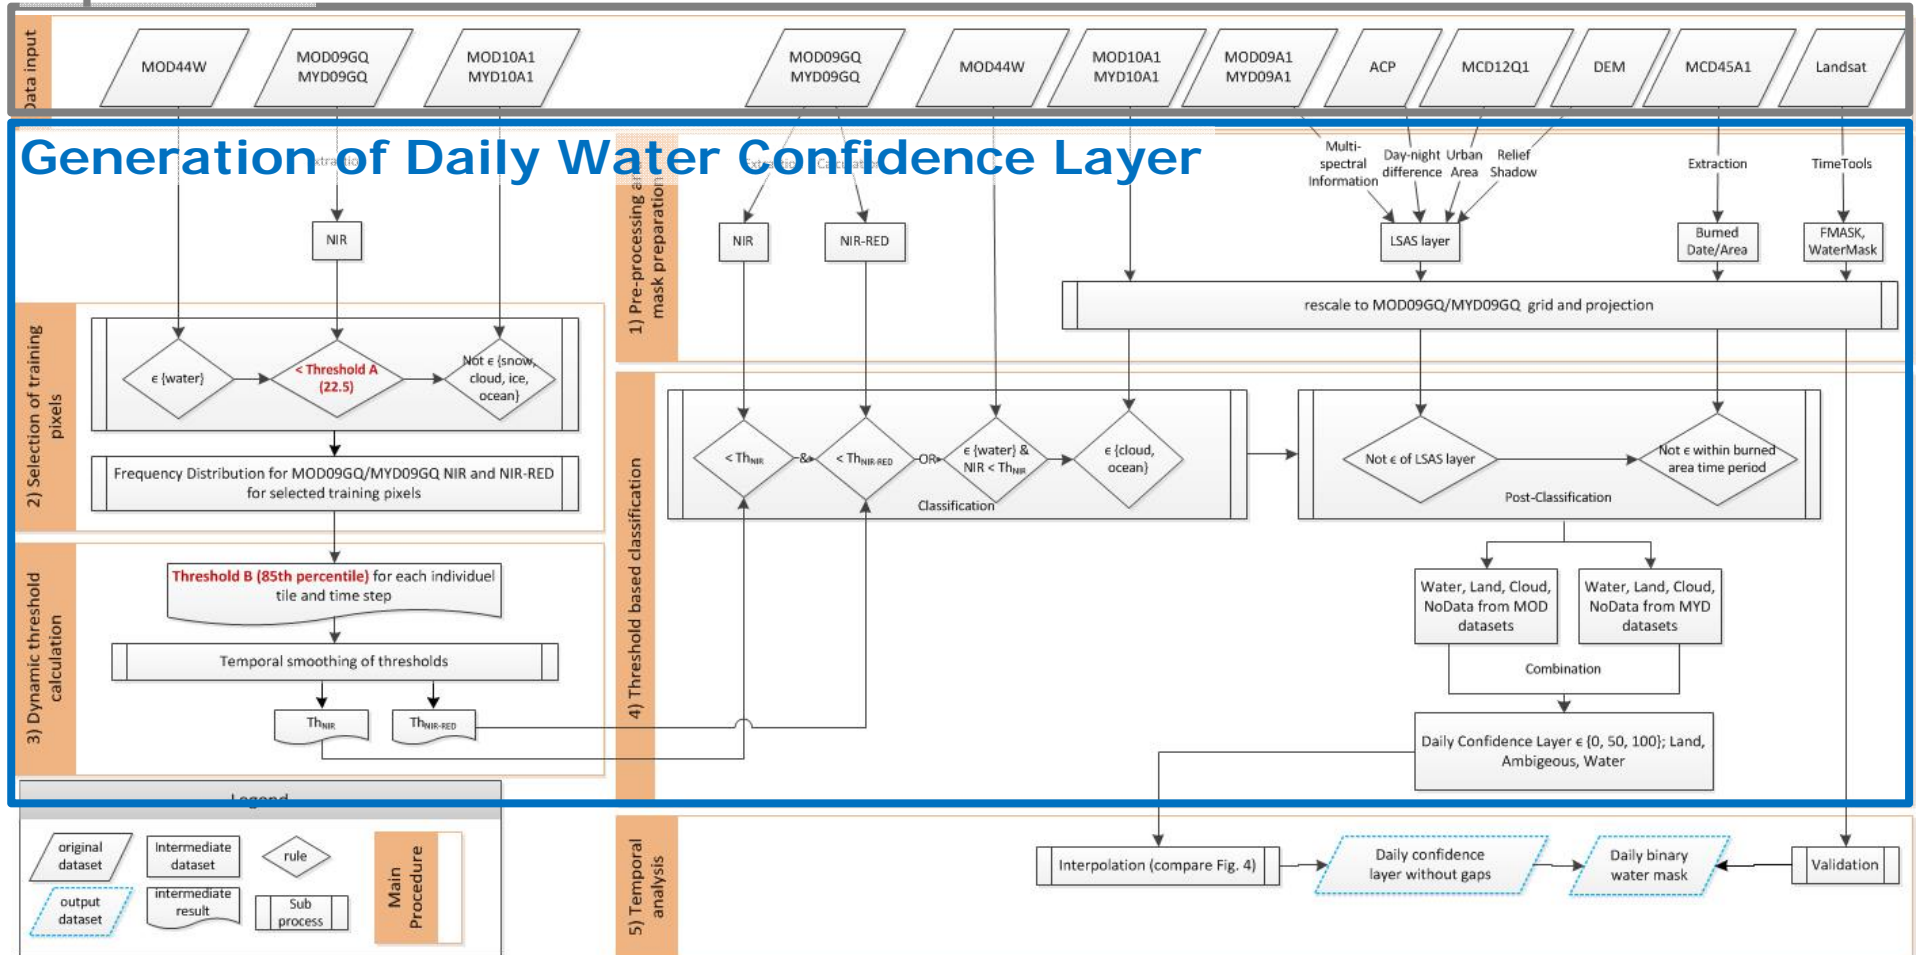 Data input
MOD44W
MOD09GQ
MYD09GQ
MOD10A1
MYD10A1
MOD09GQ
MYD09GQ
MOD44W
MOD10A1
MYD10A1
MOD09A1
MYD09A1
ACP
MCD12Q1
DEM
MCD45A1
Landsat
Generation of Daily Water Confidence Layer
Multi-
spectral
Information
Day-night
difference
Urban
Area
Relief
Shadow
Extraction
TimeTools
1) Pre-processing and
mask preparation
NIR
NIR
NIR-RED
LSAS layer
Burned
Date/Area
FMASK,
WaterMask
rescale to MOD09GQ/MYD09GQ grid and projection
2) Selection of training
pixels
ϵ {water}
< Threshold A
(22.5)
Not ϵ {snow,
cloud, ice,
ocean}
Frequency Distribution for MOD09GQ/MYD09GQ NIR and NIR-RED
for selected training pixels
3) Dynamic threshold
calculation
Threshold B (85th percentile) for each individuel
tile and time step
Temporal smoothing of thresholds
ThNIR
ThNIR-RED
4) Threshold based classification
< ThNIR
&
< ThNIR-RED
OR
ϵ {water} &
NIR < ThNIR
ϵ {cloud,
ocean}
Classification
Not ϵ of LSAS layer
Not ϵ within burned
area time period
Post-Classification
Water, Land, Cloud,
NoData from MOD
datasets
Water, Land, Cloud,
NoData from MYD
datasets
Combination
Daily Confidence Layer ϵ {0, 50, 100}; Land,
Ambigeous, Water
Legend
original
dataset
Intermediate
dataset
rule
output
dataset
intermediate
result
Sub
process
Main
Procedure
5) Temporal
analysis
Interpolation (compare Fig. 4)
Daily confidence
layer without gaps
Daily binary
water mask
Validation